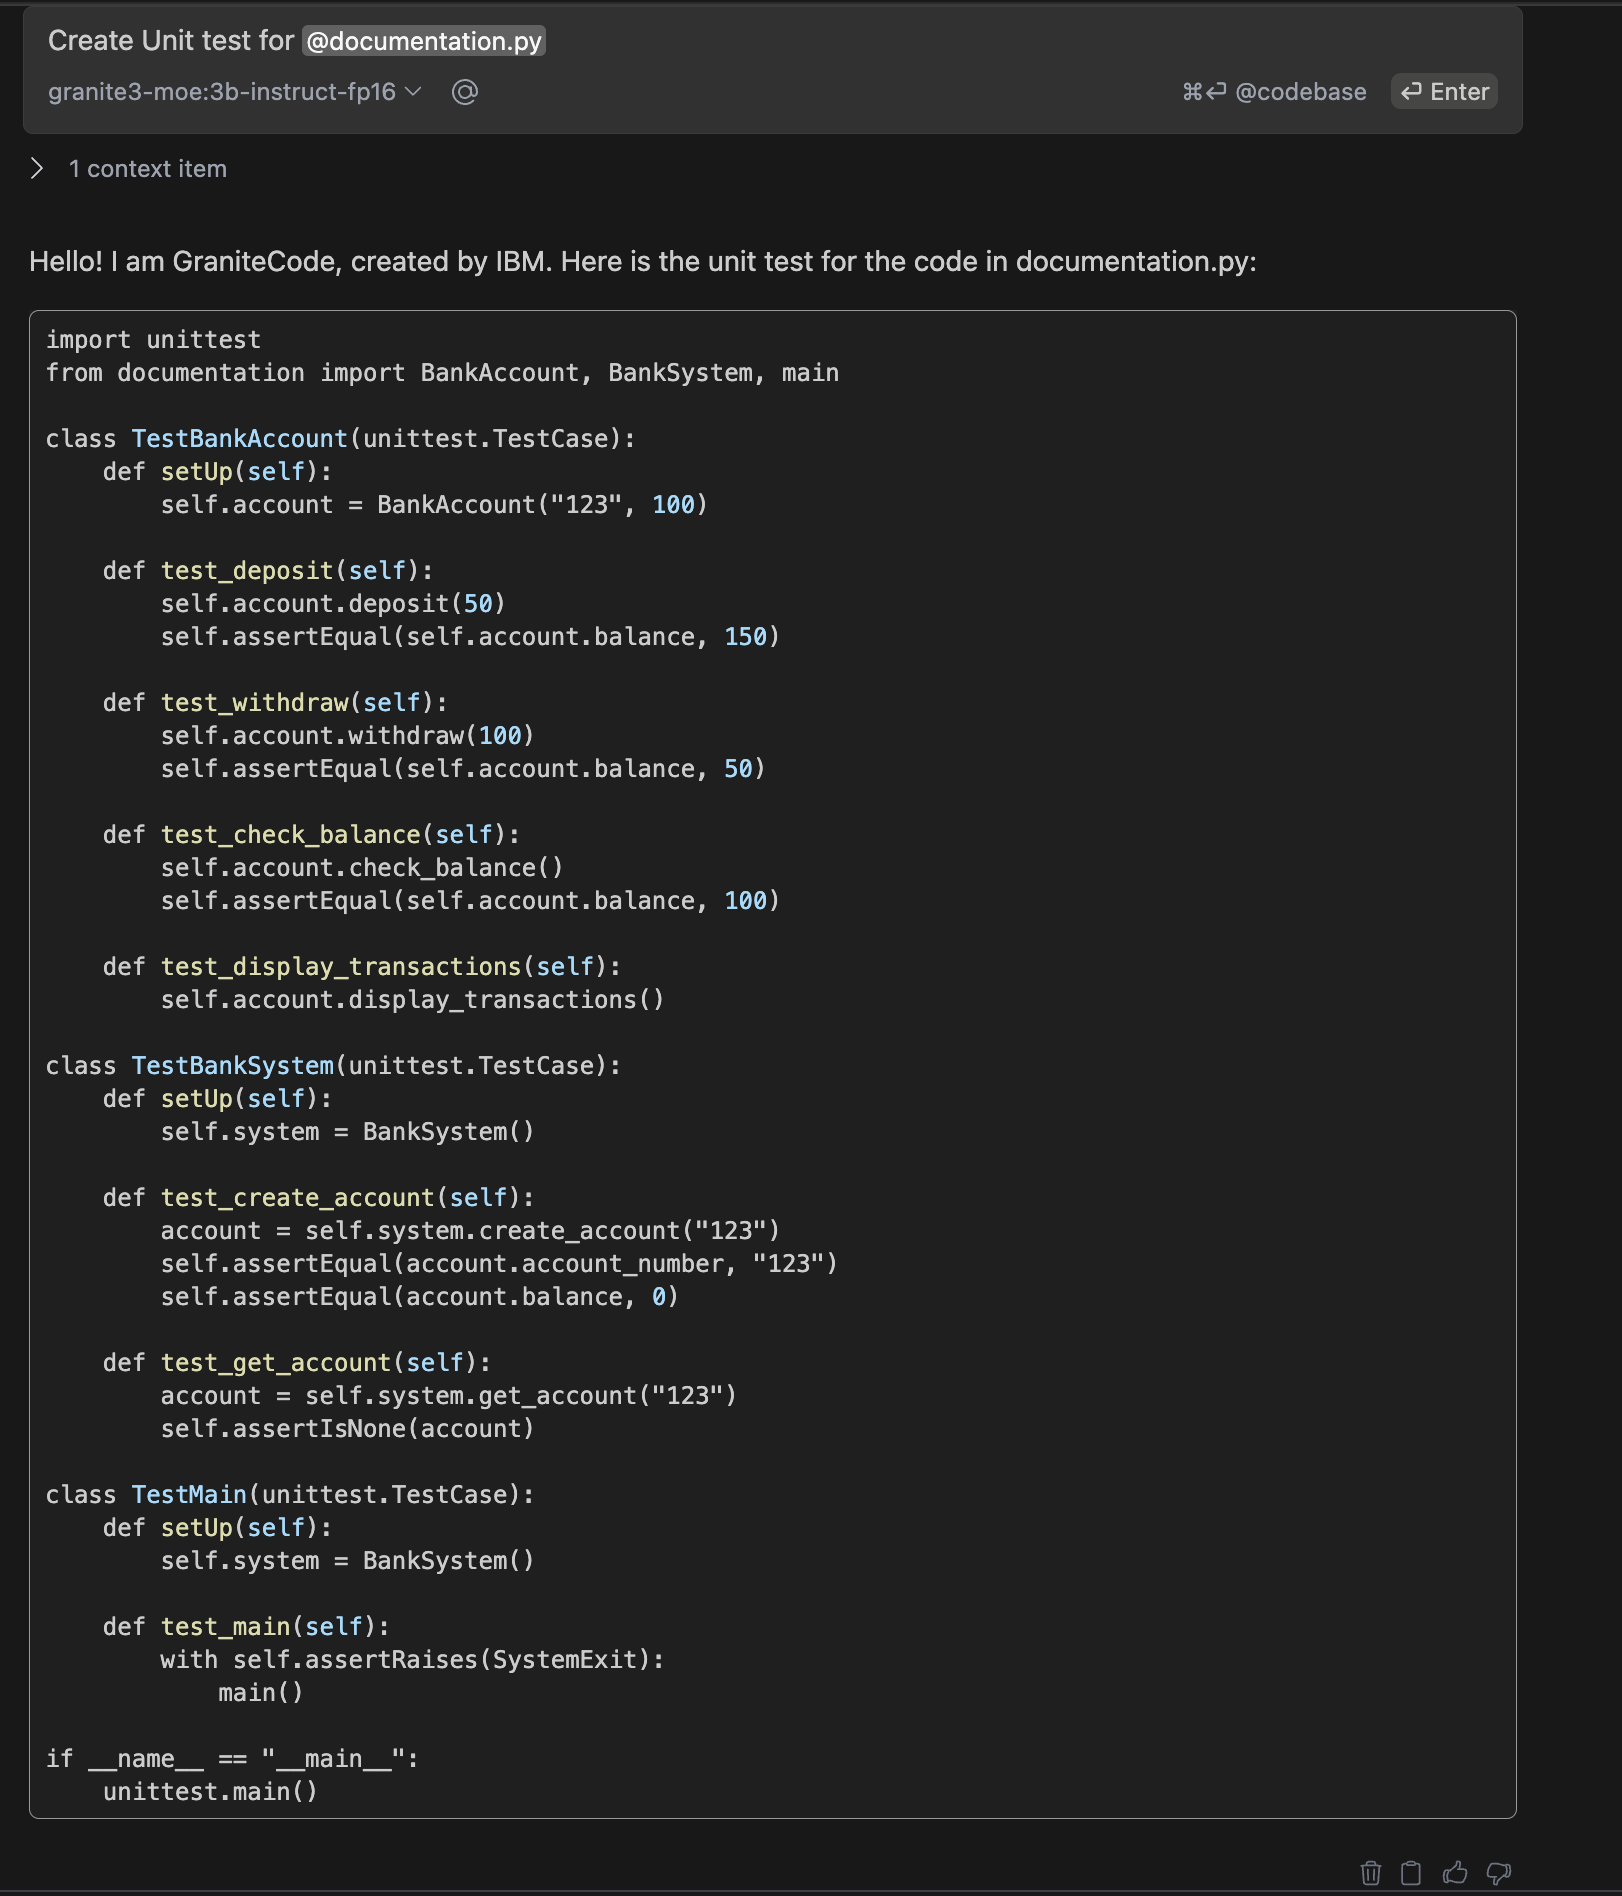 Create Unit test for @documentation.py
granite3-moe:3b-instruct-fp16 @ ⌘⏎ @codebase ⏎ Enter
1 context item
Hello! I am GraniteCode, created by IBM. Here is the unit test for the code in documentation.py:
import unittest
from documentation import BankAccount, BankSystem, main

class TestBankAccount(unittest.TestCase):
    def setUp(self):
        self.account = BankAccount("123", 100)

    def test_deposit(self):
        self.account.deposit(50)
        self.assertEqual(self.account.balance, 150)

    def test_withdraw(self):
        self.account.withdraw(100)
        self.assertEqual(self.account.balance, 50)

    def test_check_balance(self):
        self.account.check_balance()
        self.assertEqual(self.account.balance, 100)

    def test_display_transactions(self):
        self.account.display_transactions()

class TestBankSystem(unittest.TestCase):
    def setUp(self):
        self.system = BankSystem()

    def test_create_account(self):
        account = self.system.create_account("123")
        self.assertEqual(account.account_number, "123")
        self.assertEqual(account.balance, 0)

    def test_get_account(self):
        account = self.system.get_account("123")
        self.assertIsNone(account)

class TestMain(unittest.TestCase):
    def setUp(self):
        self.system = BankSystem()

    def test_main(self):
        with self.assertRaises(SystemExit):
            main()

if __name__ == "__main__":
    unittest.main()